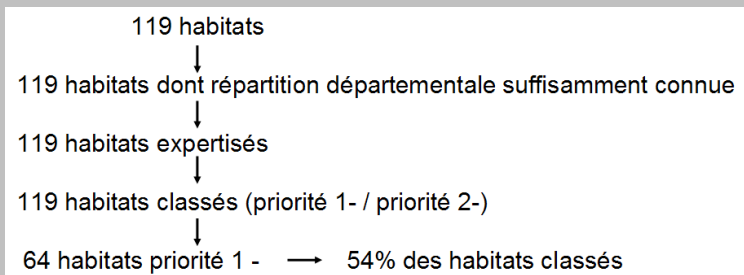 119 habitats
119 habitats dont répartition départementale suffisamment connue
119 habitats expertisés
119 habitats classés (priorité 1- / priorité 2-)
64 habitats priorité 1 - → 54% des habitats classés